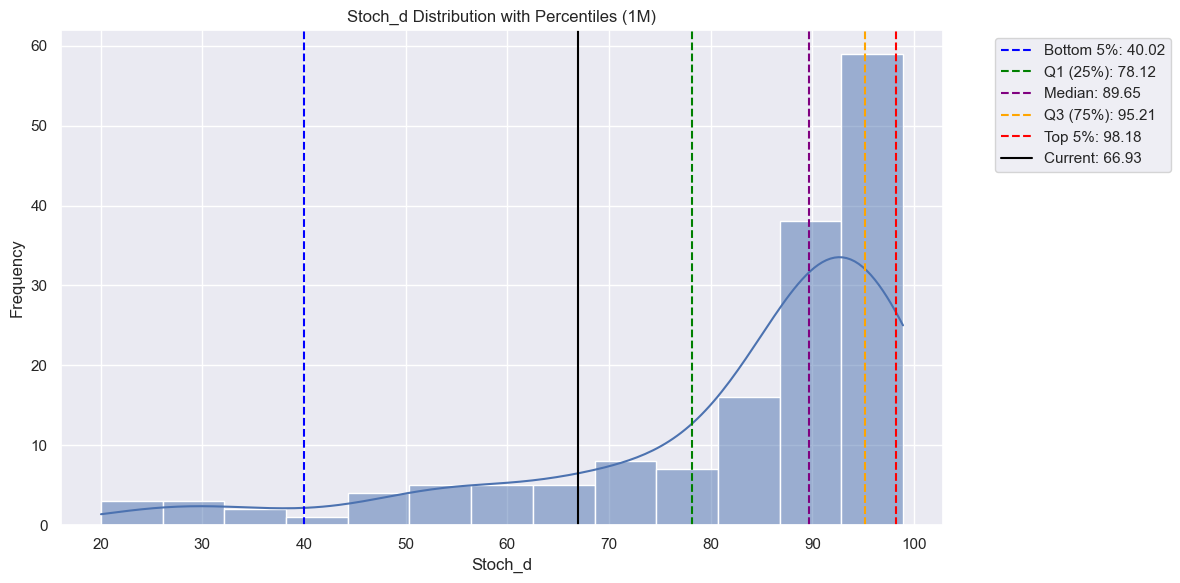 Stoch_d Distribution with Percentiles (1M)
Frequency
60
50
40
30
20
10
0
20 30 40 50 60 70 80 90 100
Stoch_d
Bottom 5%: 40.02
Q1 (25%): 78.12
Median: 89.65
Q3 (75%): 95.21
Top 5%: 98.18
Current: 66.93